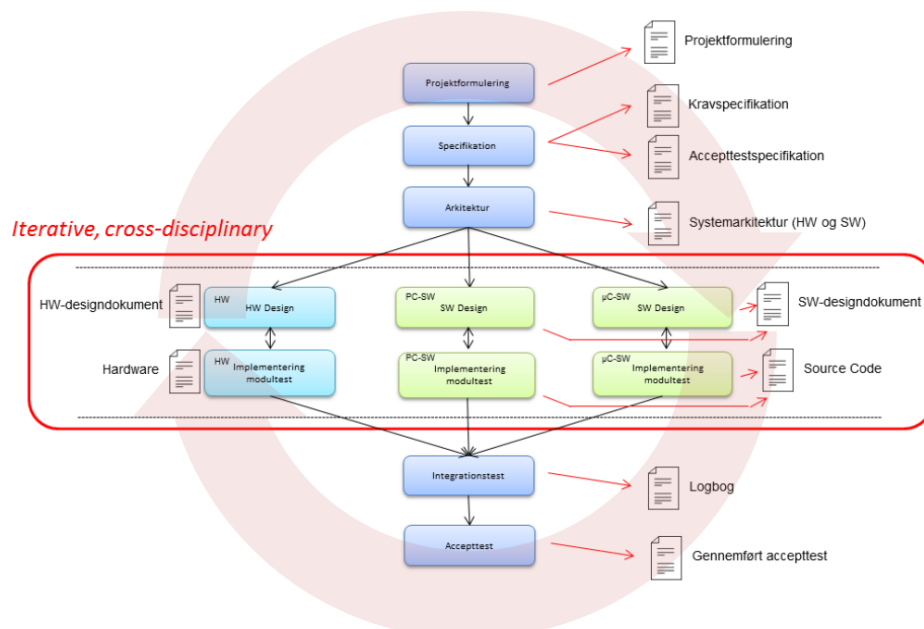 Projektformulering
Projektformulering
Kravspecifikation
Specifikation
Accepttestspecifikation
Arkitektur
Systemarkitektur (HW og SW)
Iterative, cross-disciplinary
HW-designdokument
HW
HW Design
PC-SW
SW Design
µC-SW
SW Design
SW-designdokument
Hardware
HW
Implementering
modultest
PC-SW
Implementering
modultest
µC-SW
Implementering
modultest
Source Code
Integrationstest
Logbog
Accepttest
Gennemført accepttest